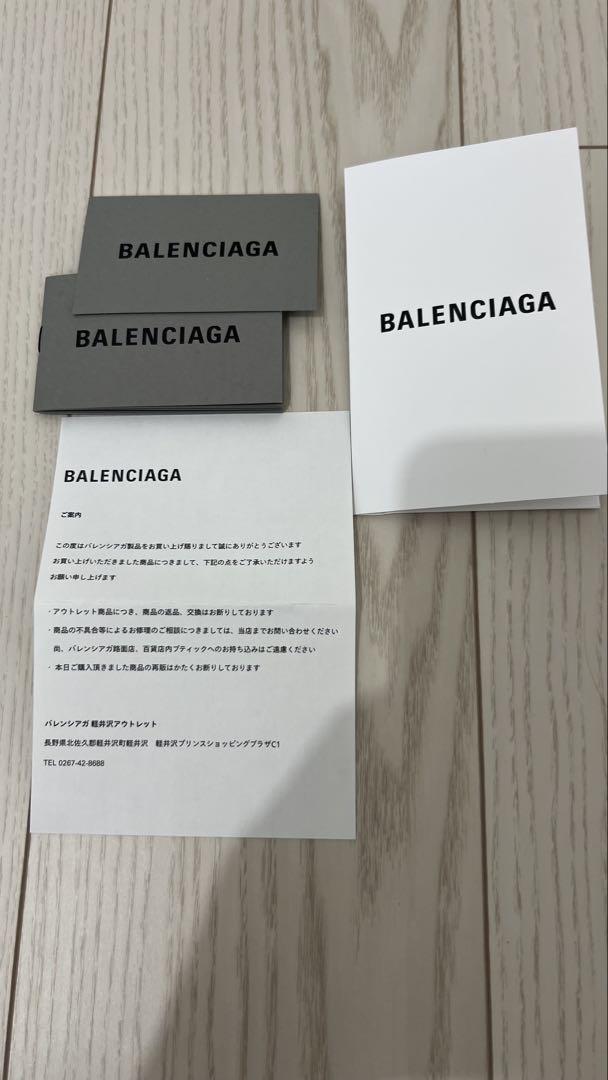 BALENCIAGA
BALENCIAGA
BALENCIAGA
BALENCIAGA
ご案内
この度はバレンシアガ製品をお買い上げ賜りまして誠にありがとうございます
お買い上げいただきました商品につきまして、下記の点をご了承いただけますよう
お願い申し上げます
・アウトレット商品につき、商品の返品、交換はお断りしております
・商品の不具合等によるお修理のご相談につきましては、当店までお問い合わせください
尚、バレンシアガ路面店、百貨店内ブティックへのお持ち込みはご遠慮ください
・本日ご購入頂きました商品の再販はかたくお断りしております
バレンシアガ 軽井沢アウトレット
長野県北佐久郡軽井沢町軽井沢 軽井沢プリンスショッピングプラザC1
TEL 0267-42-8688